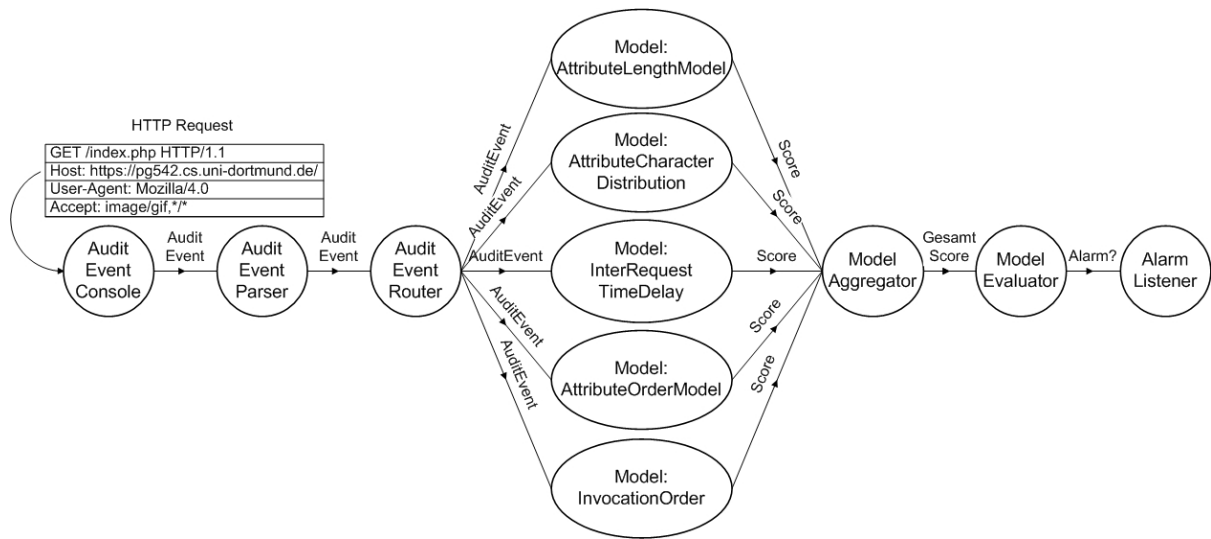 HTTP Request
GET /index.php HTTP/1.1
Host: https://pg542.cs.uni-dortmund.de/
User-Agent: Mozilla/4.0
Accept: image/gif,*/*
Audit
Event
Console
Audit
Event
Audit
Event
Parser
Audit
Event
Audit
Event
Router
AuditEvent
AuditEvent
AuditEvent
AuditEvent
AuditEvent
Model:
AttributeLengthModel
Model:
AttributeCharacter
Distribution
Model:
InterRequest
TimeDelay
Model:
AttributeOrderModel
Model:
InvocationOrder
Score
Score
Score
Score
Score
Model
Aggregator
Gesamt
Score
Model
Evaluator
Alarm?
Alarm
Listener